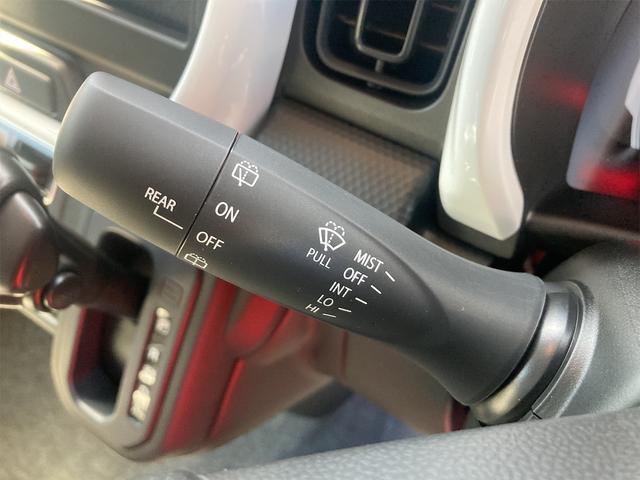 REAR
ON
OFF
PULL
MIST
OFF
INT
LO
HI